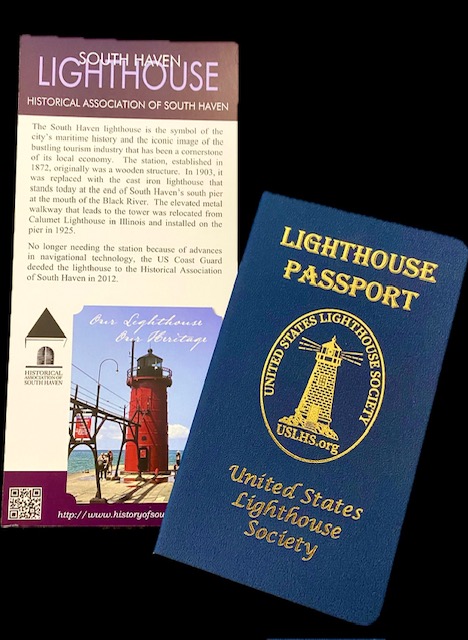 SOUTH HAVEN
LIGHTHOUSE
HISTORICAL ASSOCIATION OF SOUTH HAVEN
The South Haven lighthouse is the symbol of the
city's maritime history and the iconic image of the
bustling tourism industry that has been a cornerstone
of its local economy. The station, established in
1872, originally was a wooden structure. In 1903, it
was replaced with the cast iron lighthouse that
stands today at the end of South Haven's south pier
at the mouth of the Black River. The elevated metal
walkway that leads to the tower was relocated from
Calumet Lighthouse in Illinois and installed on the
pier in 1925.
No longer needing the station because of advances
in navigational technology, the US Coast Guard
deeded the lighthouse to the Historical Association
of South Haven in 2012.
Our Lighthouse
Our Heritage
HISTORICAL
ASSOCIATION OF
SOUTH HAVEN
http://www.historyofsou
LIGHTHOUSE
PASSPORT
UNITED STATES LIGHTHOUSE SOCIETY
USLHS.org
United States
Lighthouse
Society